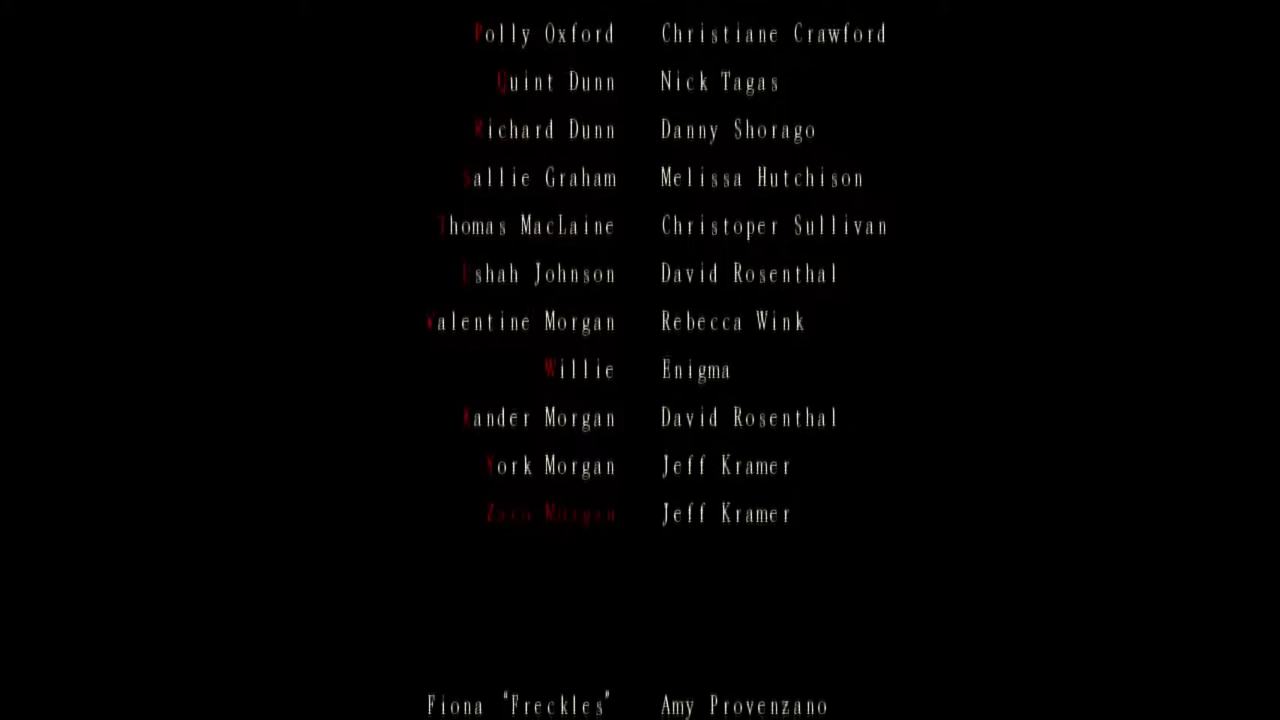 Polly Oxford Christiane Crawford
Quint Dunn Nick Tagas
Richard Dunn Danny Shorago
Sallie Graham Melissa Hutchison
Thomas MacLaine Christoper Sullivan
Ushah Johnson David Rosenthal
Valentine Morgan Rebecca Wink
Willie Enigma
Xander Morgan David Rosenthal
York Morgan Jeff Kramer
Zach Morgan Jeff Kramer
Fiona "Freckles" Amy Provenzano